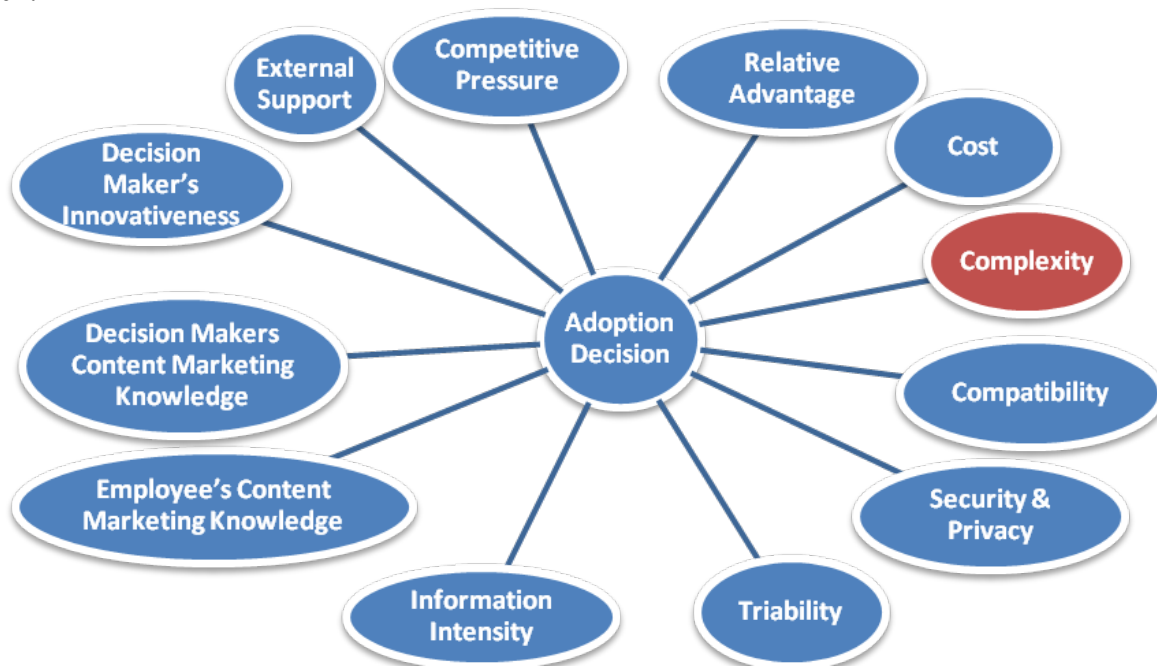 External
Support
Competitive
Pressure
Relative
Advantage
Cost
Decision
Maker’s
Innovativeness
Complexity
Adoption
Decision
Decision Makers
Content Marketing
Knowledge
Compatibility
Employee’s Content
Marketing Knowledge
Security &
Privacy
Information
Intensity
Triability